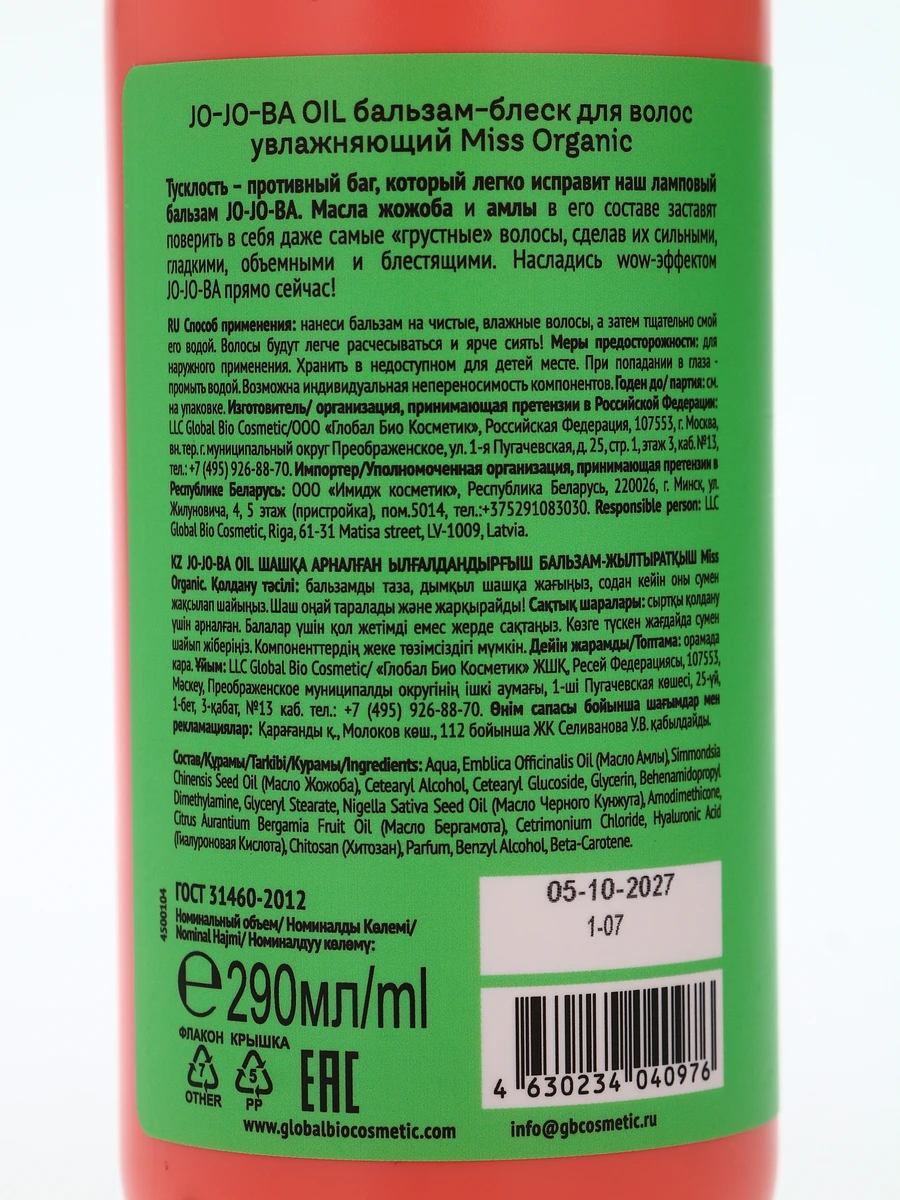 JO-JO-BA OIL бальзам-блеск для волос
увлажняющий Miss Organic
Тусклость – противный баг, который легко исправит наш ламповый
бальзам JO-JO-BA. Масла жожоба и амлы в его составе заставят
поверить в себя даже самые «грустные» волосы, сделав их сильными,
гладкими, объемными и блестящими. Насладись wow-эффектом
JO-JO-BA прямо сейчас!
RU Способ применения: нанеси бальзам на чистые, влажные волосы, а затем тщательно смой
его водой. Волосы будут легче расчесываться и ярче сиять! Меры предосторожности: для
наружного применения. Хранить в недоступном для детей месте. При попадании в глаза -
промыть водой. Возможна индивидуальная непереносимость компонентов. Годен до/ партия: см.
на упаковке. Изготовитель/ организация, принимающая претензии в Российской Федерации:
LLC Global Bio Cosmetic/ООО «Глобал Био Косметик», Российская Федерация, 107553, г. Москва,
вн. тер. г. муниципальный округ Преображенское, ул. 1-я Пугачевская, д. 25, стр. 1, этаж 3, каб. №13,
тел.: +7 (495) 926-88-70. Импортер/Уполномоченная организация, принимающая претензии в
Республике Беларусь: ООО «Имидж косметик», Республика Беларусь, 220026, г. Минск, ул.
Жилуновича, 4, 5 этаж (пристройка), пом.5014, тел.:+375291083030. Responsible person: LLC
Global Bio Cosmetic, Riga, 61-31 Matisa street, LV-1009, Latvia.
KZ JO-JO-BA OIL ШАШҚА АРНАЛҒАН ЫЛҒАЛДАНДЫРҒЫШ БАЛЬЗАМ-ЖЫЛТЫРАТҚЫШ Miss
Organic. Қолдану тәсілі: бальзамды таза, дымқыл шашқа жағыңыз, содан кейін оны сумен
жақсылап шайыңыз. Шаш оңай таралады және жарқырайды! Сақтық шаралары: сыртқы қолдану
үшін арналған. Балалар үшін қол жетімді емес жерде сақтаңыз. Көзге түскен жағдайда сумен
шайып жіберіңіз. Компоненттердің жеке төзімсіздігі мүмкін. Дейін жарамды/Топтама: орамада
қара. Ұйым: LLC Global Bio Cosmetic/ «Глобал Био Косметик» ЖШҚ, Ресей Федерациясы, 107553,
Мәскеу, Преображенское муниципалды округінің ішкі аумағы, 1-ші Пугачевская көшесі, 25-үй,
1-бет, 3-қабат, №13 каб. тел.: +7 (495) 926-88-70. Өнім сапасы бойынша шағымдар мен
рекламациялар: Қарағанды қ., Молоков көш., 112 бойынша ЖК Селиванова У.В. қабылдайды.
Состав/Құрамы/Tarkibi/Курамы/Ingredients: Aqua, Emblica Officinalis Oil (Масло Амлы), Simmondsia
Chinensis Seed Oil (Масло Жожоба), Cetearyl Alcohol, Cetearyl Glucoside, Glycerin, Behenamidopropyl
Dimethylamine, Glyceryl Stearate, Nigella Sativa Seed Oil (Масло Черного Кунжута), Amodimethicone,
Citrus Aurantium Bergamia Fruit Oil (Масло Бергамота), Cetrimonium Chloride, Hyaluronic Acid
(Гиалуроновая Кислота), Chitosan (Хитозан), Parfum, Benzyl Alcohol, Beta-Carotene.
4500104
ГОСТ 31460-2012
Номинальный объем/ Номиналды Көлемі/
Nominal Hajmi/ Номиналдуу көлөмү:
℮ 290мл/ml
05-10-2027
1-07
ФЛАКОН КРЫШКА
7 5
OTHER PP
EAC
4 630234 040976
www.globalbiocosmetic.com
info@gbcosmetic.ru